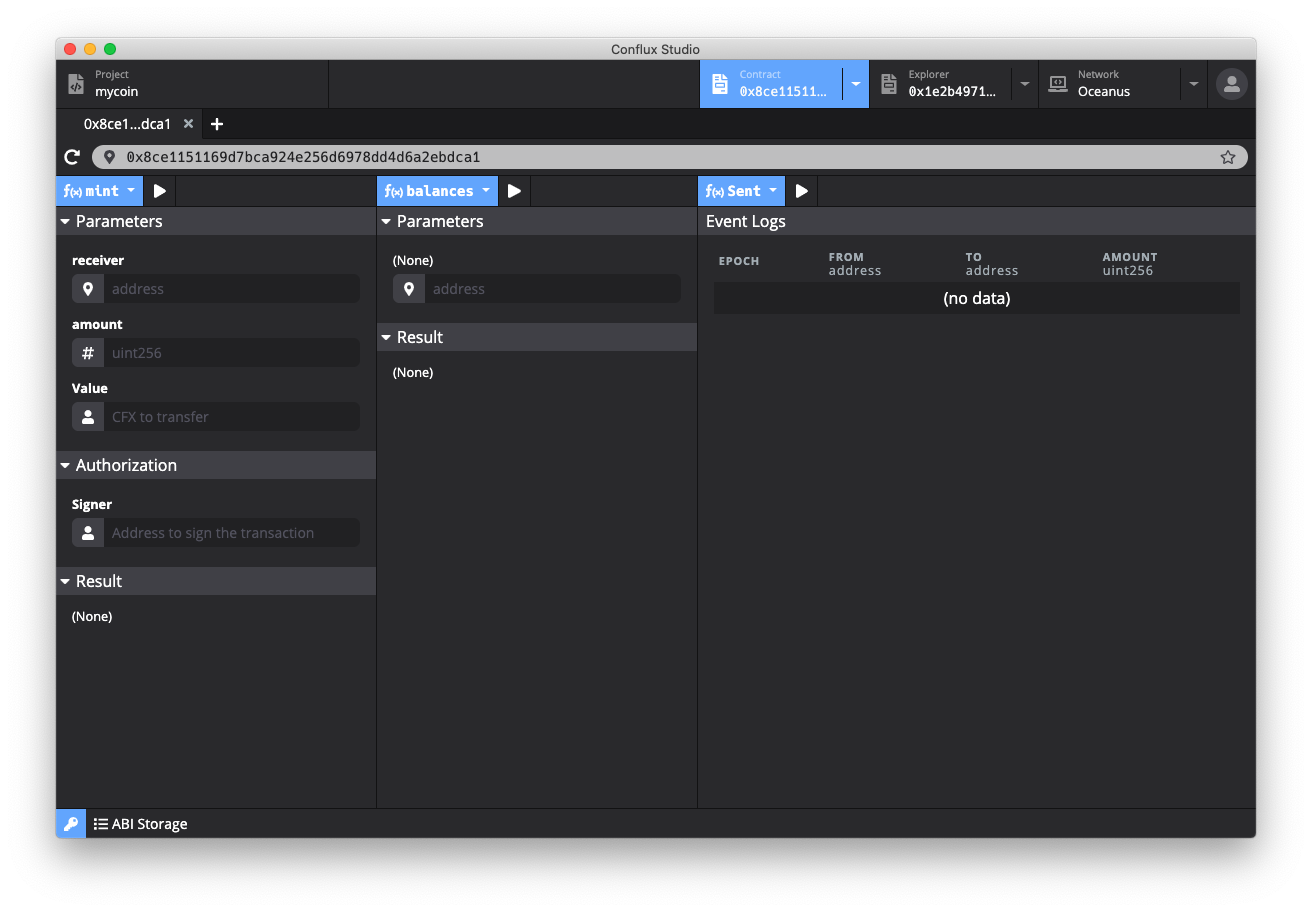 Conflux Studio
Project
mycoin
Contract
0x8ce11511...
Explorer
0x1e2b4971...
Network
Oceanus
0x8ce1...dca1
0x8ce1151169d7bca924e256d6978dd4d6a2ebdca1
f(x) mint
f(x) balances
f(x) Sent
Parameters
receiver
address
amount
# uint256
Value
CFX to transfer
Authorization
Signer
Address to sign the transaction
Result
(None)
Parameters
(None)
address
Result
(None)
Event Logs
EPOCH FROM TO AMOUNT
address address uint256
(no data)
ABI Storage